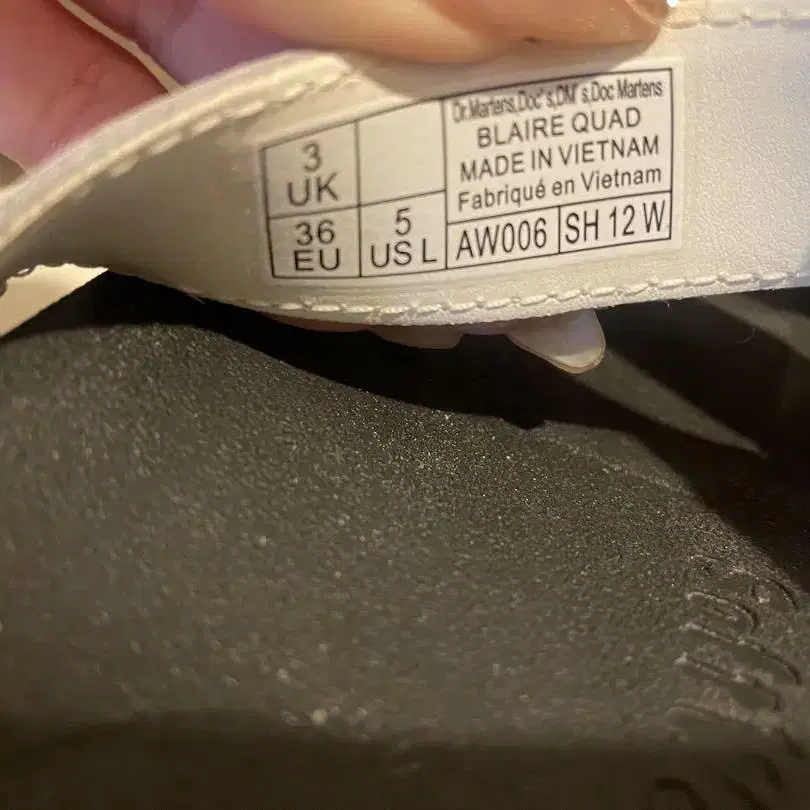 3
UK
36
EU
5
US L
Dr.Martens,Doc's,DM's,Doc Martens
BLAIRE QUAD
MADE IN VIETNAM
Fabriqué en Vietnam
AW006
SH 12 W